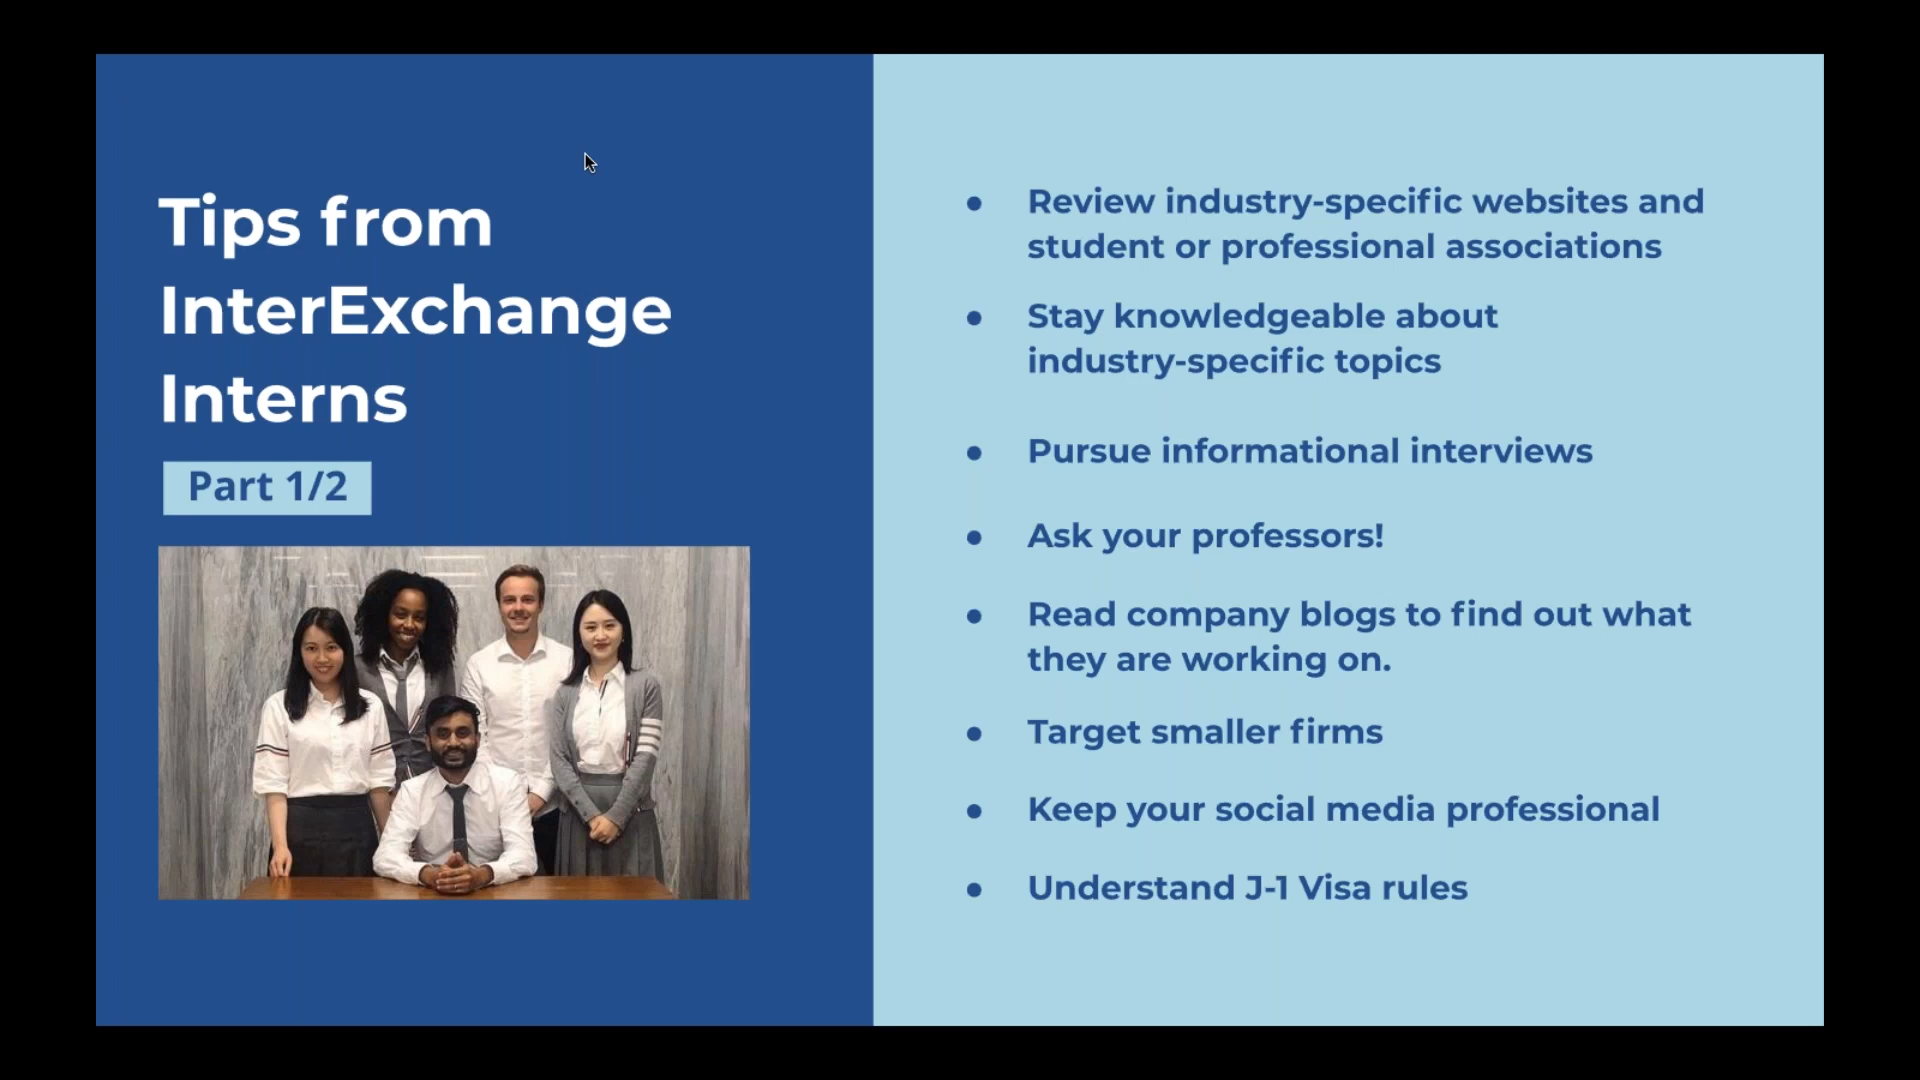 Tips from
InterExchange
Interns
Part 1/2
● Review industry-specific websites and
student or professional associations
● Stay knowledgeable about
industry-specific topics
● Pursue informational interviews
● Ask your professors!
● Read company blogs to find out what
they are working on.
● Target smaller firms
● Keep your social media professional
● Understand J-1 Visa rules